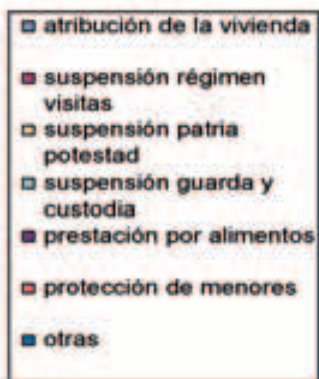 atribución de la vivienda
suspensión régimen
visitas
suspensión patria
potestad
suspensión guarda y
custodia
prestación por alimentos
protección de menores
otras